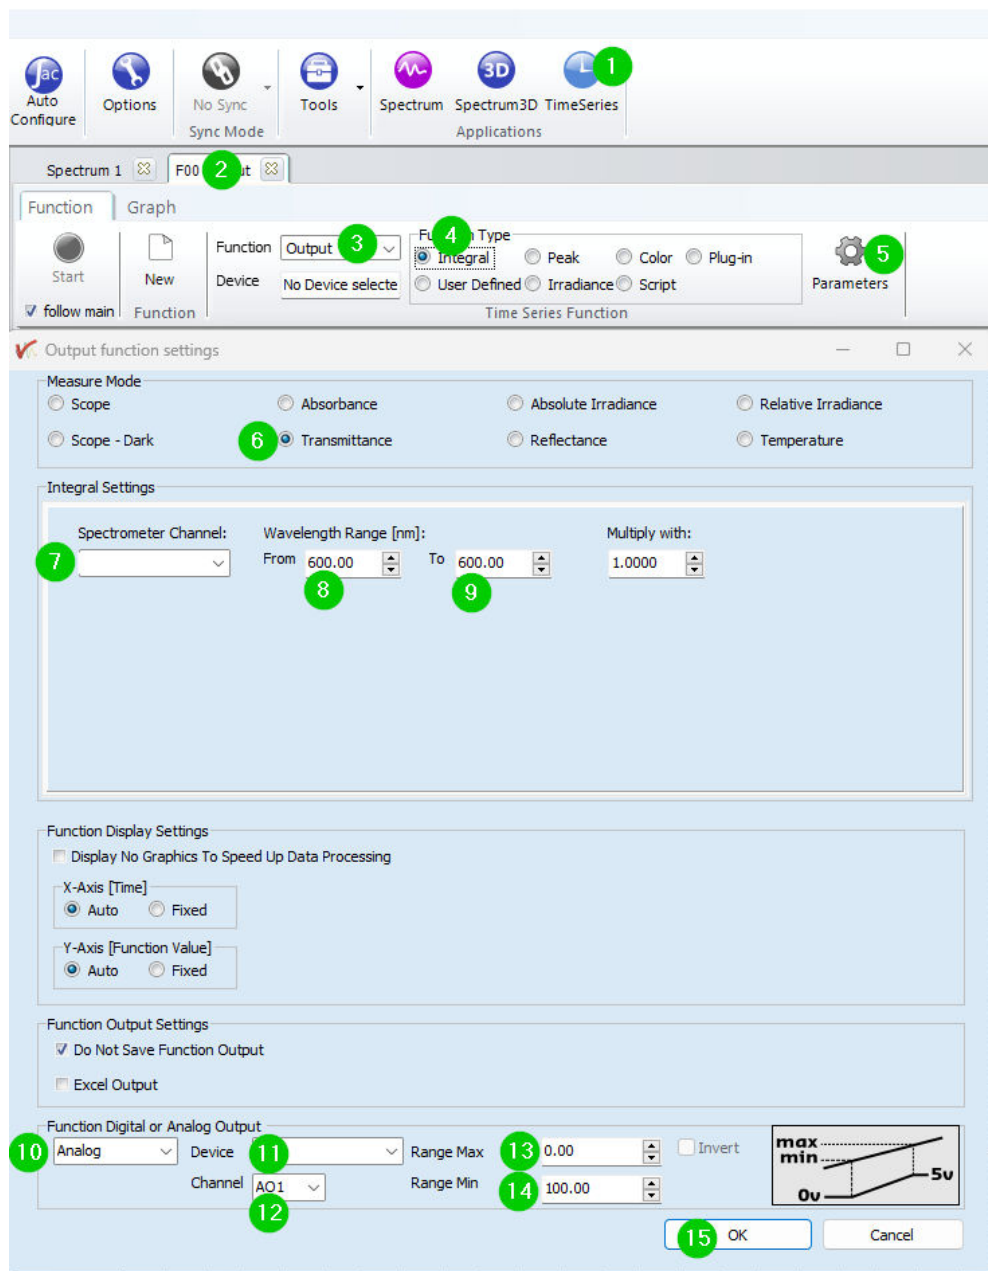 Jac
3D
1
Auto
Configure
Options
No Sync
Tools
Spectrum
Spectrum3D
TimeSeries
Sync Mode
Applications
Spectrum 1
F00
2
ut
Function
Graph
Start
New
follow main
Function
Function
Output
3
Device
No Device selecte
4
Type
Integral
Peak
Color
Plug-in
User Defined
Irradiance
Script
Time Series Function
5
Parameters
Output function settings
Measure Mode
Scope
Absorbance
Absolute Irradiance
Relative Irradiance
Scope - Dark
6
Transmittance
Reflectance
Temperature
Integral Settings
Spectrometer Channel:
Wavelength Range [nm]:
Multiply with:
7
From
600.00
To
600.00
1.0000
8
9
Function Display Settings
Display No Graphics To Speed Up Data Processing
X-Axis [Time]
Auto
Fixed
Y-Axis [Function Value]
Auto
Fixed
Function Output Settings
Do Not Save Function Output
Excel Output
Function Digital or Analog Output
10
Analog
Device
11
Range Max
13
0.00
Invert
Channel
AO1
12
Range Min
14
100.00
max
min
0v
5v
15
OK
Cancel